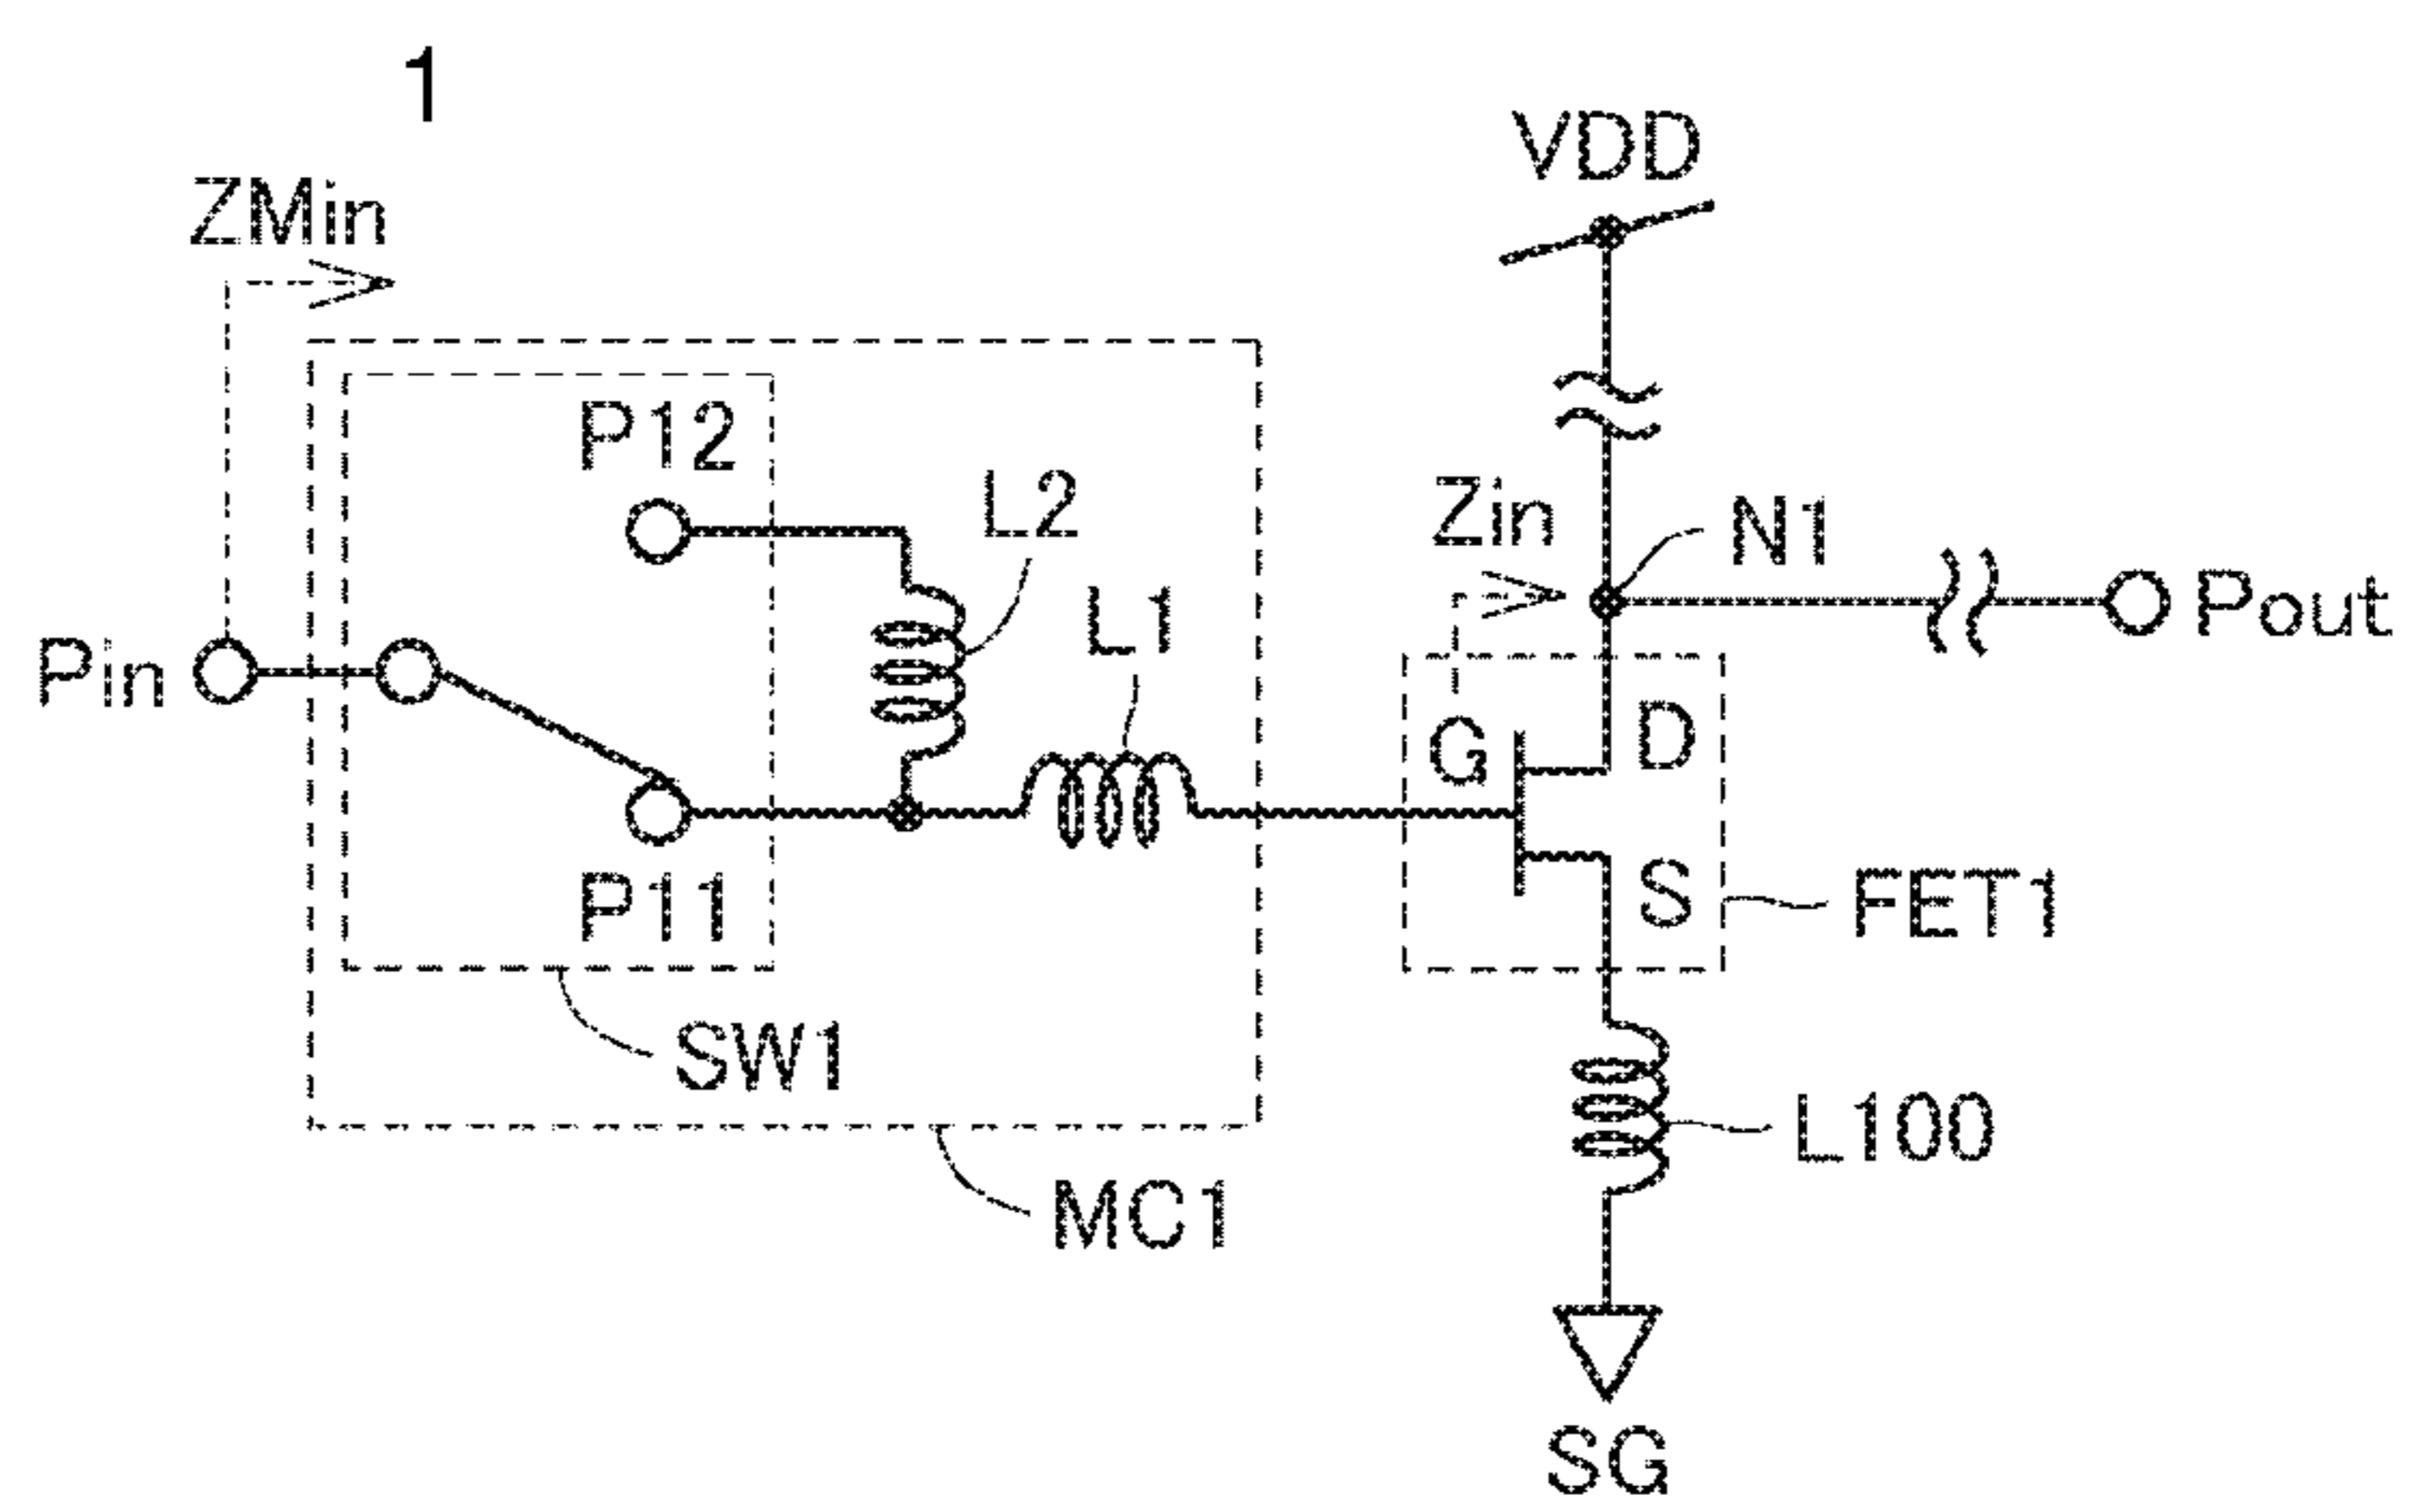 1
VDD
ZMin
P12
L2
Zin
N1
L1
Pin
Pout
G
D
P11
S
FET1
SW1
L100
MC1
SG